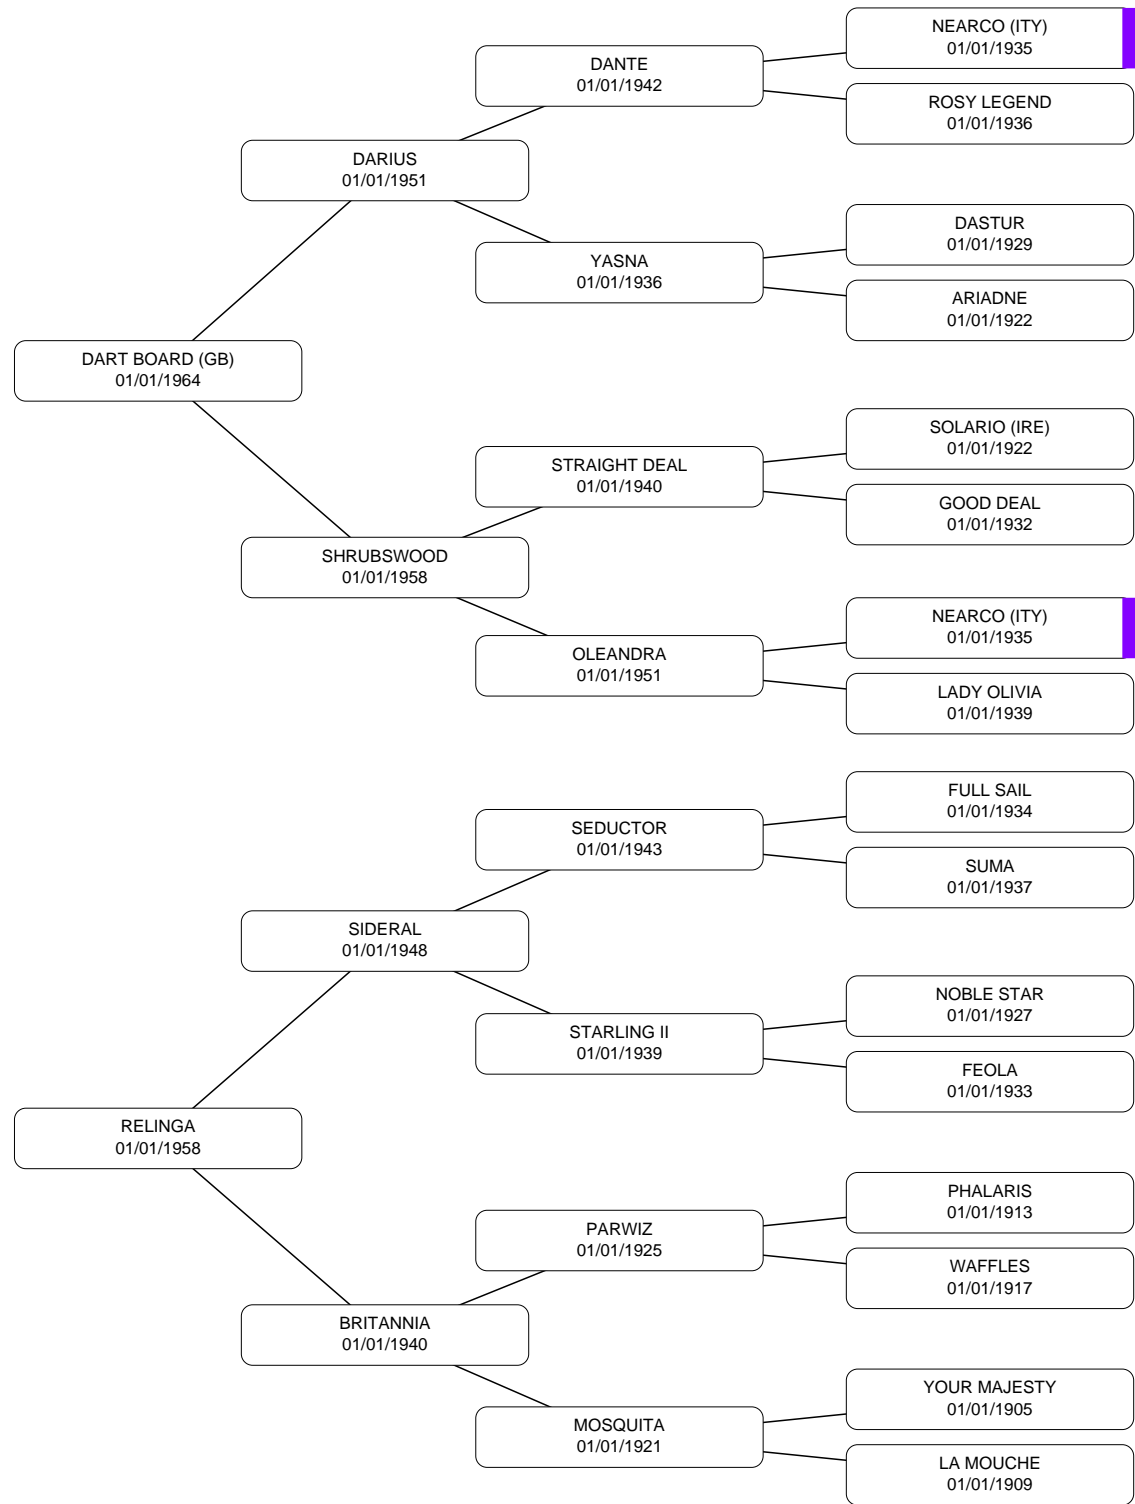 NEARCO (ITY)
01/01/1935
DANTE
01/01/1942
ROSY LEGEND
01/01/1936
DARIUS
01/01/1951
DASTUR
01/01/1929
YASNA
01/01/1936
ARIADNE
01/01/1922
DART BOARD (GB)
01/01/1964
SOLARIO (IRE)
01/01/1922
STRAIGHT DEAL
01/01/1940
GOOD DEAL
01/01/1932
SHRUBSWOOD
01/01/1958
NEARCO (ITY)
01/01/1935
OLEANDRA
01/01/1951
LADY OLIVIA
01/01/1939
FULL SAIL
01/01/1934
SEDUCTOR
01/01/1943
SUMA
01/01/1937
SIDERAL
01/01/1948
NOBLE STAR
01/01/1927
STARLING II
01/01/1939
FEOLA
01/01/1933
RELINGA
01/01/1958
PHALARIS
01/01/1913
PARWIZ
01/01/1925
WAFFLES
01/01/1917
BRITANNIA
01/01/1940
YOUR MAJESTY
01/01/1905
MOSQUITA
01/01/1921
LA MOUCHE
01/01/1909